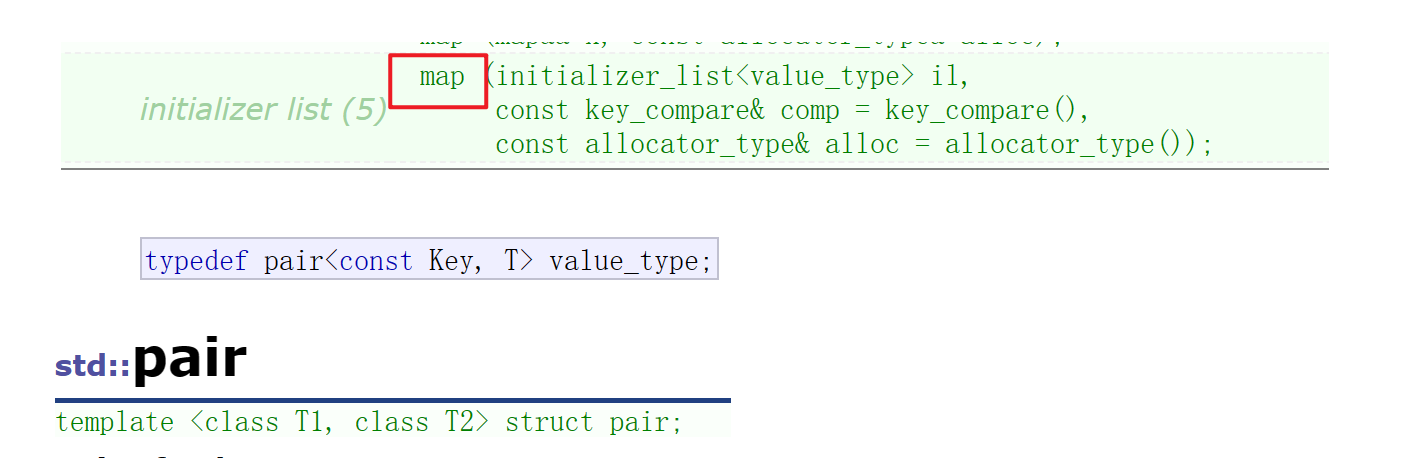 map (initializer_list<value_type> il,
initializer list (5)
const key_compare& comp = key_compare(),
const allocator_type& alloc = allocator_type());
typedef pair<const Key, T> value_type;
std::pair
template <class T1, class T2> struct pair;